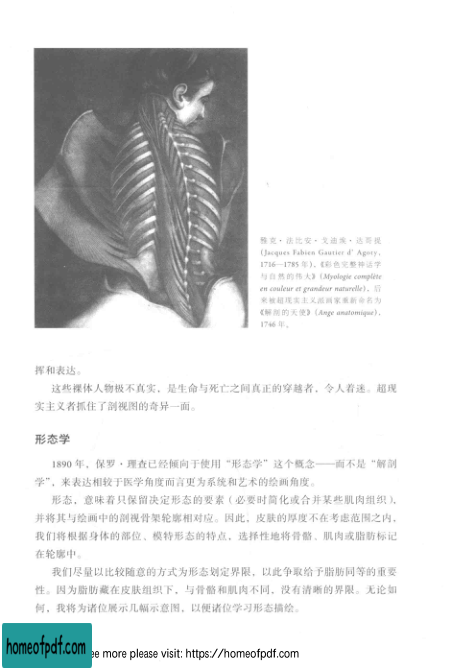 雅克·法比安·戈迪埃·达哥提
(Jacques Fabien Gautier d' Agoty,
1716—1785 年),《彩色完整神话学
与自然的伟大》(Myologie complète
en couleur et grandeur naturelle), 后
来被超现实主义派画家重新命名为
《解剖的天使》(Ange anatomique),
1746 年。
挥和表达。
这些裸体人物极不真实，是生命与死亡之间真正的穿越者，令人着迷。超现
实主义者抓住了剖视图的奇异一面。
形态学
1890 年，保罗·理查已经倾向于使用“形态学”这个概念——而不是“解剖
学”，来表达相较于医学角度而言更为系统和艺术的绘画角度。
形态，意味着只保留决定形态的要素（必要时简化或合并某些肌肉组织），
并将其与绘画中的剖视骨架轮廓相对应。因此，皮肤的厚度不在考虑范围之内，
我们将根据身体的部位、模特形态的特点，选择性地将骨骼、肌肉或脂肪标记
在轮廓中。
我们尽量以比较随意的方式为形态划定界限，以此争取给予脂肪同等的重要
性。因为脂肪藏在皮肤组织下，与骨骼和肌肉不同，没有清晰的界限。无论如
何，我将为诸位展示几幅示意图，以便诸位学习形态描绘。
homeofpdf.com
ee more please visit: https://homeofpdf.com